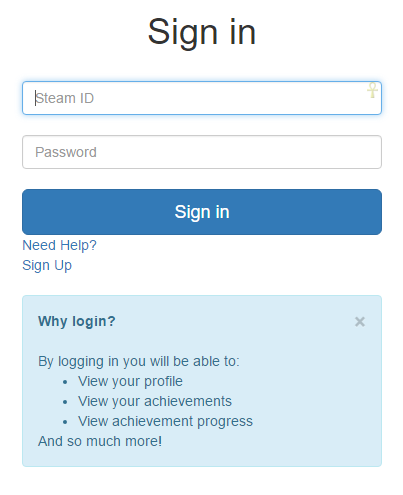 Sign in
Steam ID
Password
Sign in
Need Help?
Sign Up
Why login?
×
By logging in you will be able to:
• View your profile
• View your achievements
• View achievement progress
And so much more!